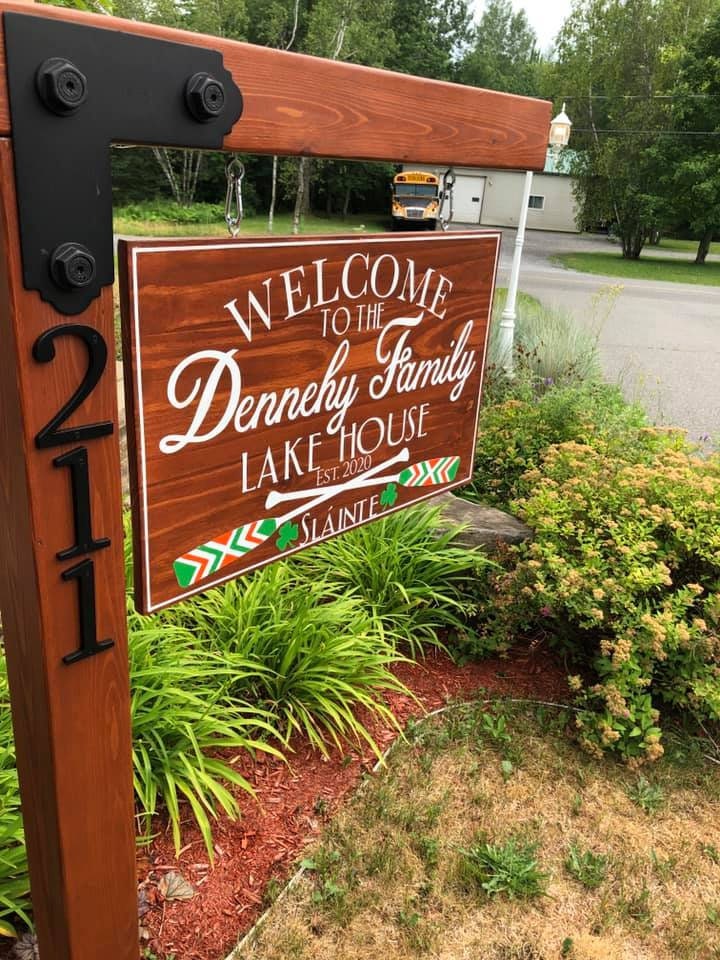 211
WELCOME
TO THE
Dennehy Family
LAKE HOUSE
EST. 2020
SLÁINTE